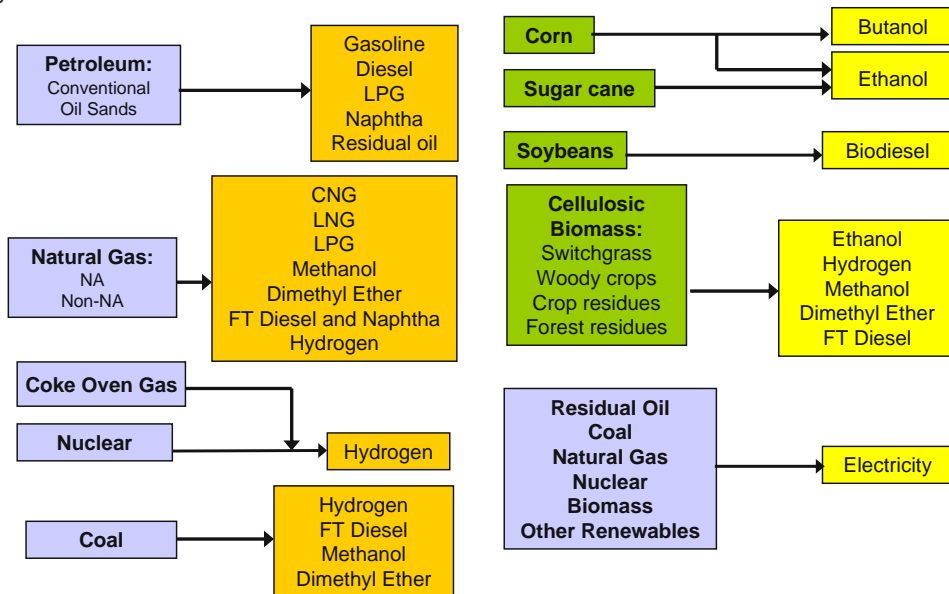 Petroleum:
Conventional
Oil Sands
Gasoline
Diesel
LPG
Naphtha
Residual oil
Natural Gas:
NA
Non-NA
CNG
LNG
LPG
Methanol
Dimethyl Ether
FT Diesel and Naphtha
Hydrogen
Coke Oven Gas
Nuclear
Hydrogen
Coal
Hydrogen
FT Diesel
Methanol
Dimethyl Ether
Corn
Butanol
Ethanol
Sugar cane
Soybeans
Biodiesel
Cellulosic
Biomass:
Switchgrass
Woody crops
Crop residues
Forest residues
Ethanol
Hydrogen
Methanol
Dimethyl Ether
FT Diesel
Residual Oil
Coal
Natural Gas
Nuclear
Biomass
Other Renewables
Electricity